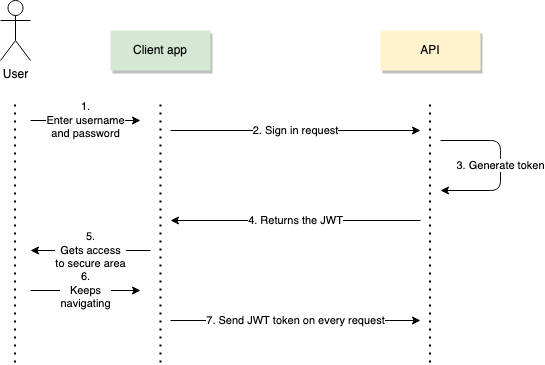 User
Client app
API
1.
Enter username
and password
2. Sign in request
3. Generate token
4. Returns the JWT
5.
Gets access
to secure area
6.
Keeps
navigating
7. Send JWT token on every request